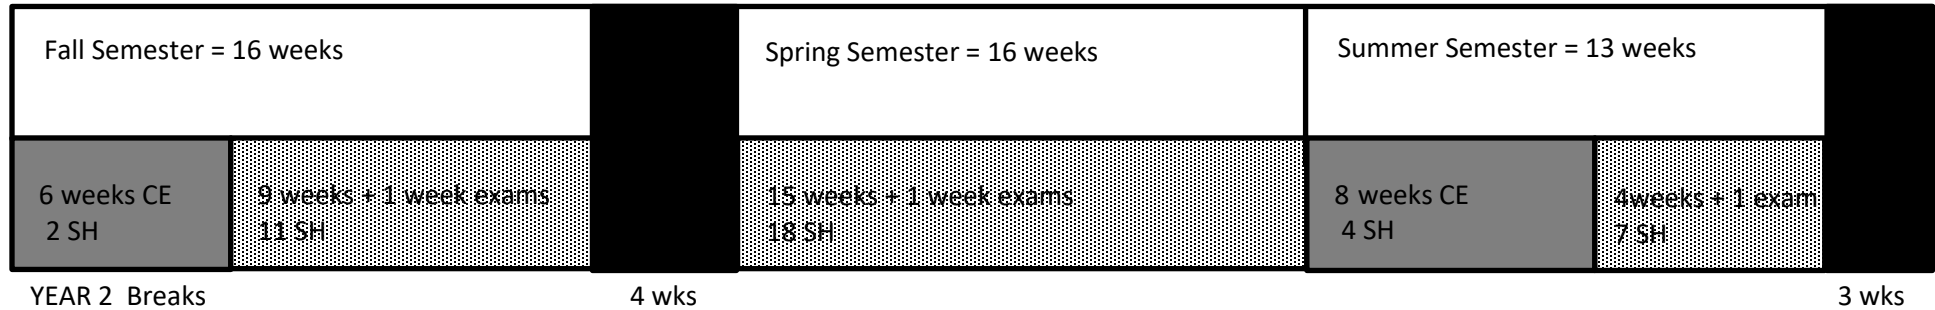 Fall Semester = 16 weeks
Spring Semester = 16 weeks
Summer Semester = 13 weeks
6 weeks CE
2 SH
9 weeks + 1 week exams
11 SH
15 weeks + 1 week exams
18 SH
8 weeks CE
4 SH
4weeks + 1 exam
7 SH
YEAR 2 Breaks
4 wks
3 wks